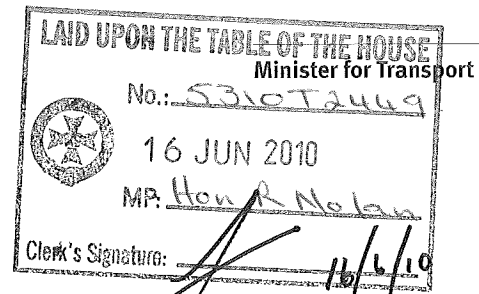 LAID UPON THE TABLE OF THE HOUSE
Minister for Transport
No.: 5310T2449
16 JUN 2010
MP: Hon R Nolan
Clerk's Signature:
16/6/10